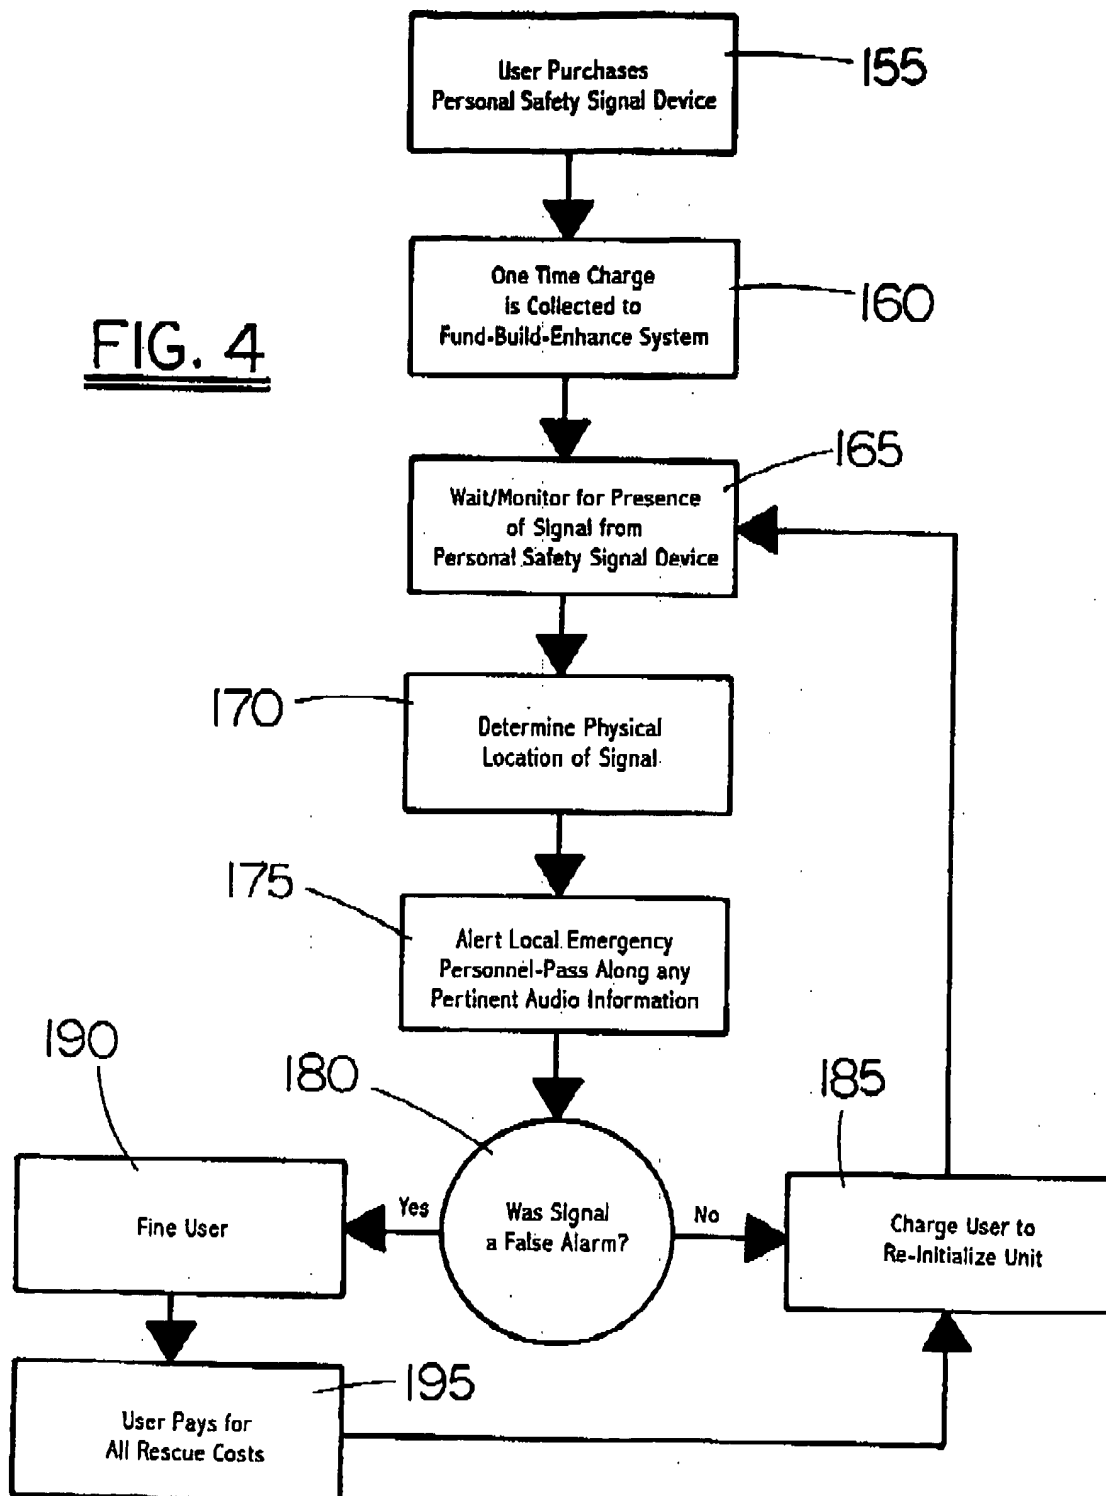 User Purchases
Personal Safety Signal Device
155
One Time Charge
is Collected to
Fund-Build-Enhance System
160
FIG. 4
165
Wait/Monitor for Presence
of Signal from
Personal Safety Signal Device
170
Determine Physical
Location of Signal
175
Alert Local Emergency
Personnel-Pass Along any
Pertinent Audio Information
190
180
185
Fine User
Yes
Was Signal
a False Alarm?
No
Charge User to
Re-Initialize Unit
195
User Pays for
All Rescue Costs